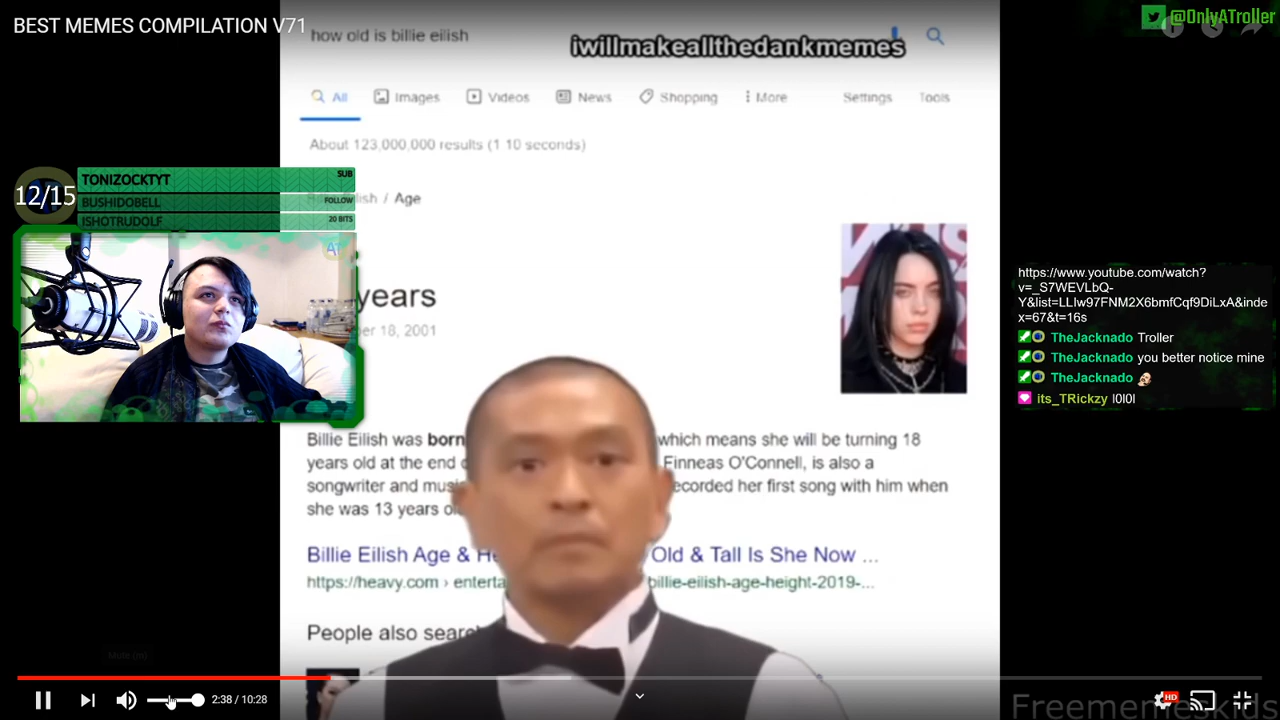 BEST MEMES COMPILATION V71
@OnlyATroller
how old is billie eilish
iwillmakeallthedankmemes
All Images Videos News Shopping More Settings Tools
About 123,000,000 results (1 10 seconds)
/ Age
years
18, 2001
12/15
TONIZOCKTYT SUB
BUSHIDOBELL FOLLOW
ISHOTRUDOLF 20 BITS
AT
https://www.youtube.com/watch?
v=_S7WEVLbQ-
Y&list=LLIw97FNM2X6bmfCqf9DiLxA&inde
x=67&t=16s
TheJacknado Troller
TheJacknado you better notice mine
TheJacknado
its_TRickzy l0l0l
Billie Eilish was born which means she will be turning 18
years old at the end Finneas O'Connell, is also a
songwriter and recorded her first song with him when
she was 13 years
Billie Eilish Age & Old & Tall Is She Now ...
https://heavy.com › billie-eilish-age-height-2019-...
People also
Mute (m)
2:38 / 10:28
HD
Freememeskids